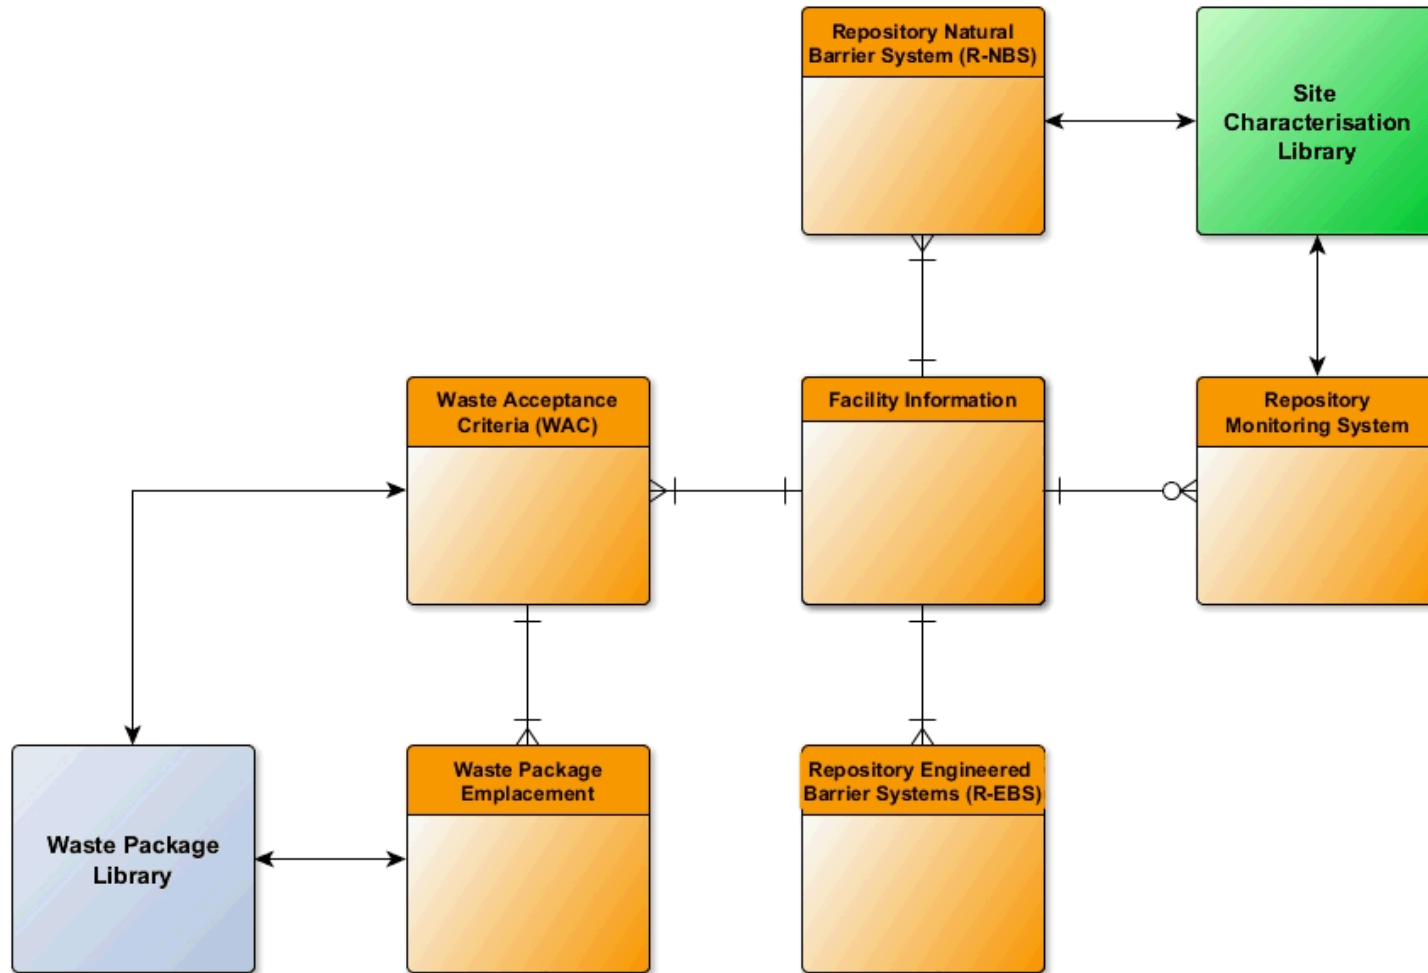 Repository Natural
Barrier System (R-NBS)
Site
Characterisation
Library
Waste Acceptance
Criteria (WAC)
Facility Information
Repository
Monitoring System
Waste Package
Library
Waste Package
Emplacement
Repository Engineered
Barrier Systems (R-EBS)